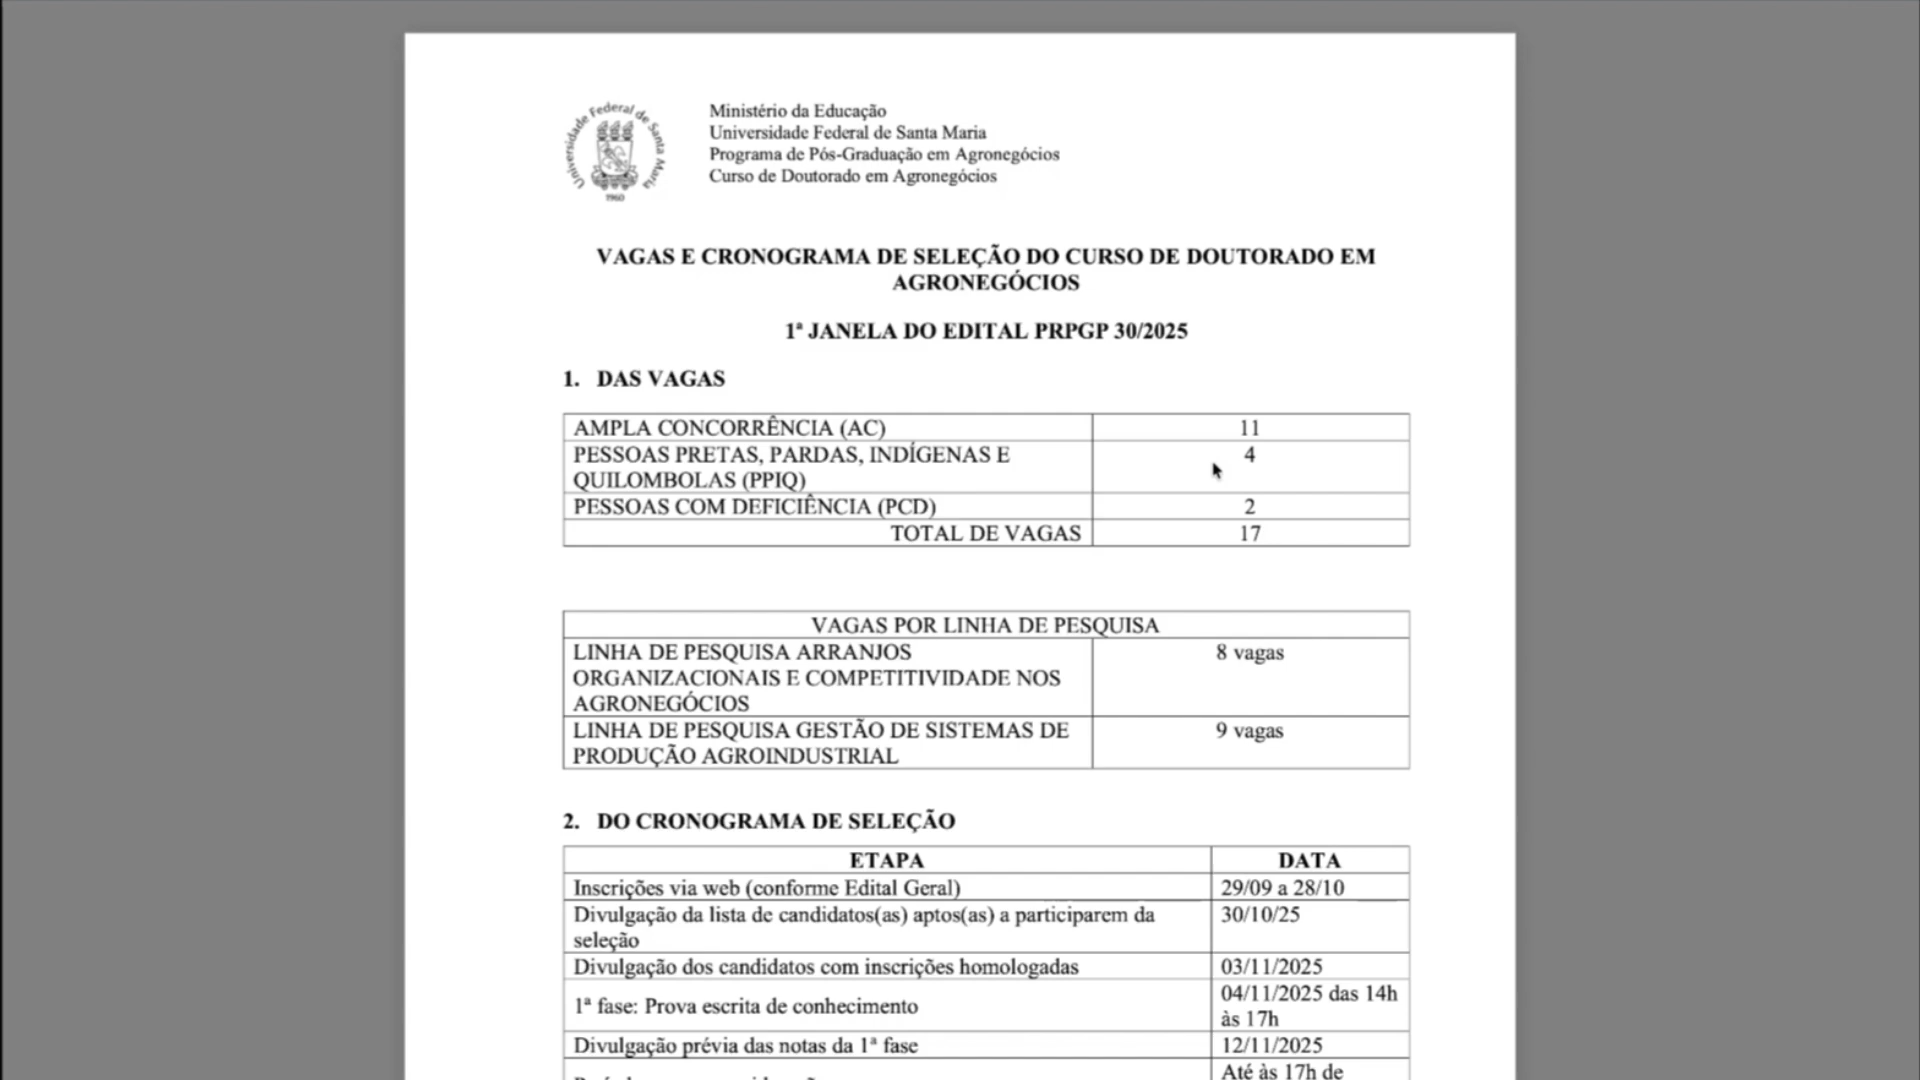 Universidade Federal de Santa Maria
1960
Ministério da Educação
Universidade Federal de Santa Maria
Programa de Pós-Graduação em Agronegócios
Curso de Doutorado em Agronegócios
VAGAS E CRONOGRAMA DE SELEÇÃO DO CURSO DE DOUTORADO EM
AGRONEGÓCIOS
1ª JANELA DO EDITAL PRPGP 30/2025
1. DAS VAGAS
AMPLA CONCORRÊNCIA (AC) 11
PESSOAS PRETAS, PARDAS, INDÍGENAS E 4
QUILOMBOLAS (PPIQ)
PESSOAS COM DEFICIÊNCIA (PCD) 2
TOTAL DE VAGAS 17
VAGAS POR LINHA DE PESQUISA
LINHA DE PESQUISA ARRANJOS 8 vagas
ORGANIZACIONAIS E COMPETITIVIDADE NOS
AGRONEGÓCIOS
LINHA DE PESQUISA GESTÃO DE SISTEMAS DE 9 vagas
PRODUÇÃO AGROINDUSTRIAL
2. DO CRONOGRAMA DE SELEÇÃO
ETAPA DATA
Inscrições via web (conforme Edital Geral) 29/09 a 28/10
Divulgação da lista de candidatos(as) aptos(as) a participarem da 30/10/25
seleção
Divulgação dos candidatos com inscrições homologadas 03/11/2025
1ª fase: Prova escrita de conhecimento 04/11/2025 das 14h
às 17h
Divulgação prévia das notas da 1ª fase 12/11/2025
Até às 17h de